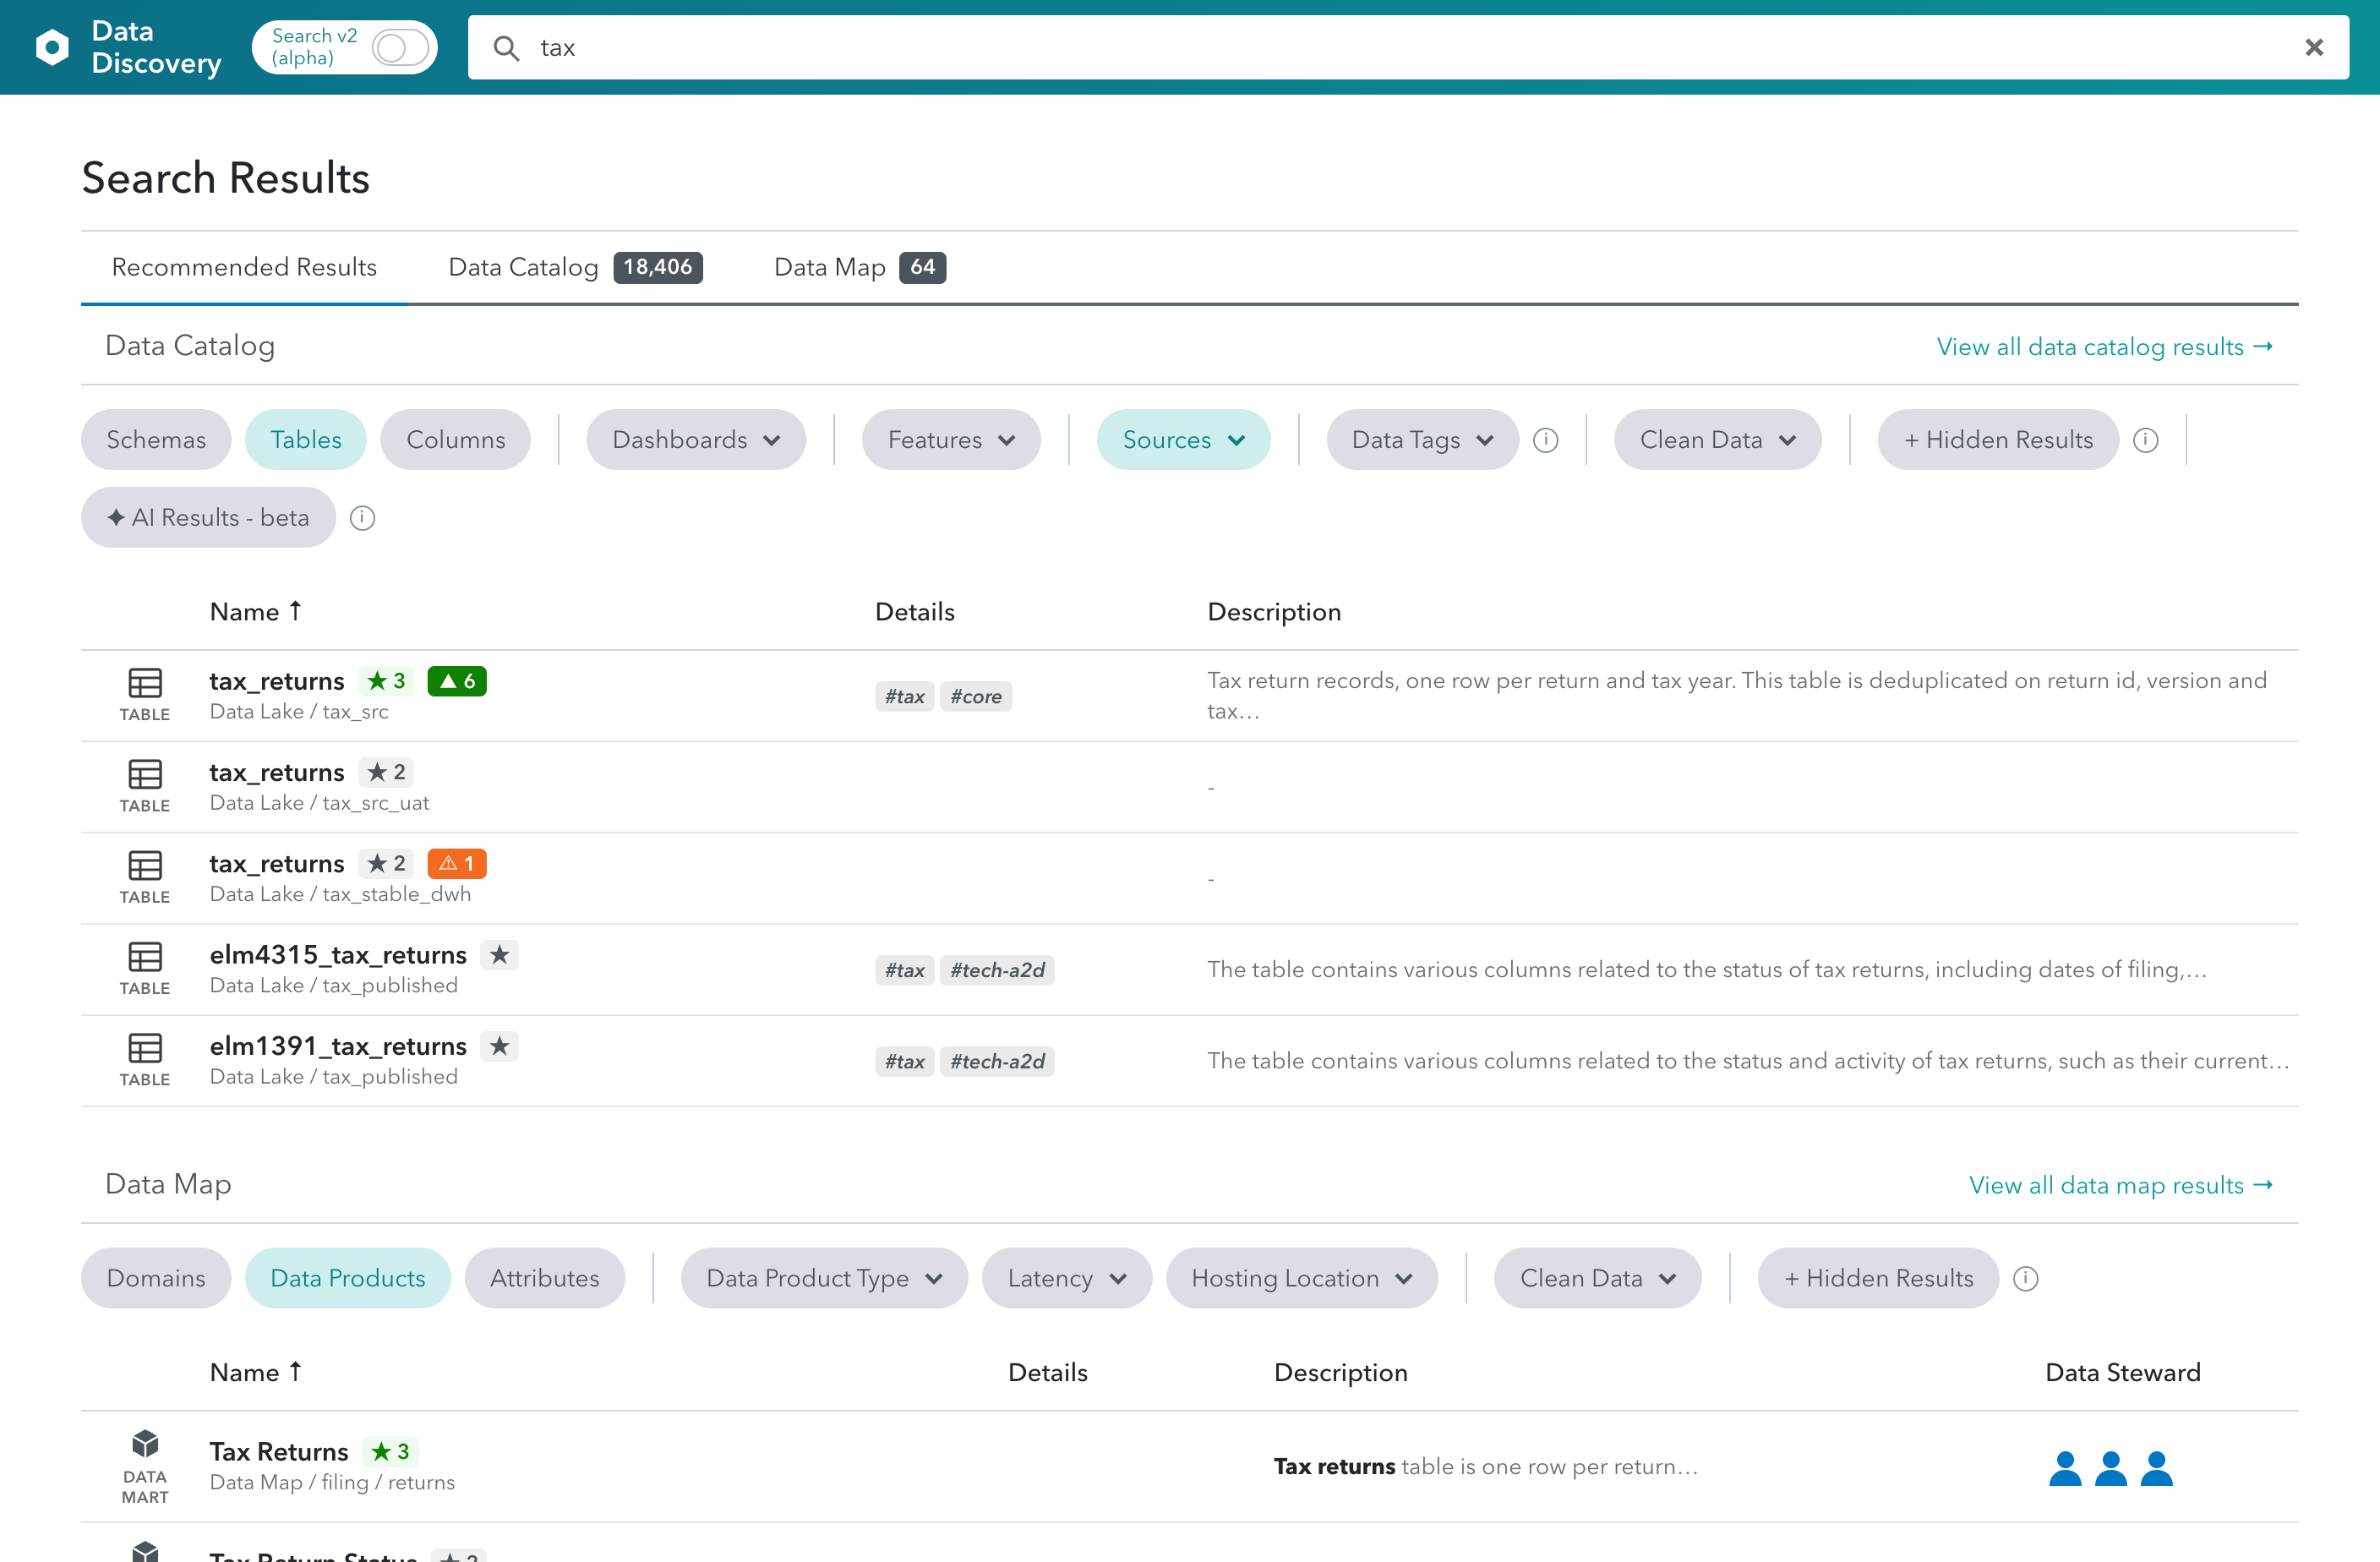 Data
Discovery
Search v2
(alpha)
tax
Search Results
Recommended Results
Data Catalog 18,406
Data Map 64
Data Catalog
View all data catalog results →
Schemas
Tables
Columns
Dashboards
Features
Sources
Data Tags
Clean Data
+ Hidden Results
AI Results - beta
Name ↑ Details Description
TABLE
tax_returns ★ 3 ▲ 6
Data Lake / tax_src
#tax #core
Tax return records, one row per return and tax year. This table is deduplicated on return id, version and
tax…
TABLE
tax_returns ★ 2
Data Lake / tax_src_uat
-
TABLE
tax_returns ★ 2 ⚠ 1
Data Lake / tax_stable_dwh
-
TABLE
elm4315_tax_returns ★
Data Lake / tax_published
#tax #tech-a2d
The table contains various columns related to the status of tax returns, including dates of filing,…
TABLE
elm1391_tax_returns ★
Data Lake / tax_published
#tax #tech-a2d
The table contains various columns related to the status and activity of tax returns, such as their current…
Data Map
View all data map results →
Domains
Data Products
Attributes
Data Product Type
Latency
Hosting Location
Clean Data
+ Hidden Results
Name ↑ Details Description Data Steward
DATA
MART
Tax Returns ★ 3
Data Map / filing / returns
Tax returns table is one row per return…
Tax Return Status ★ 2